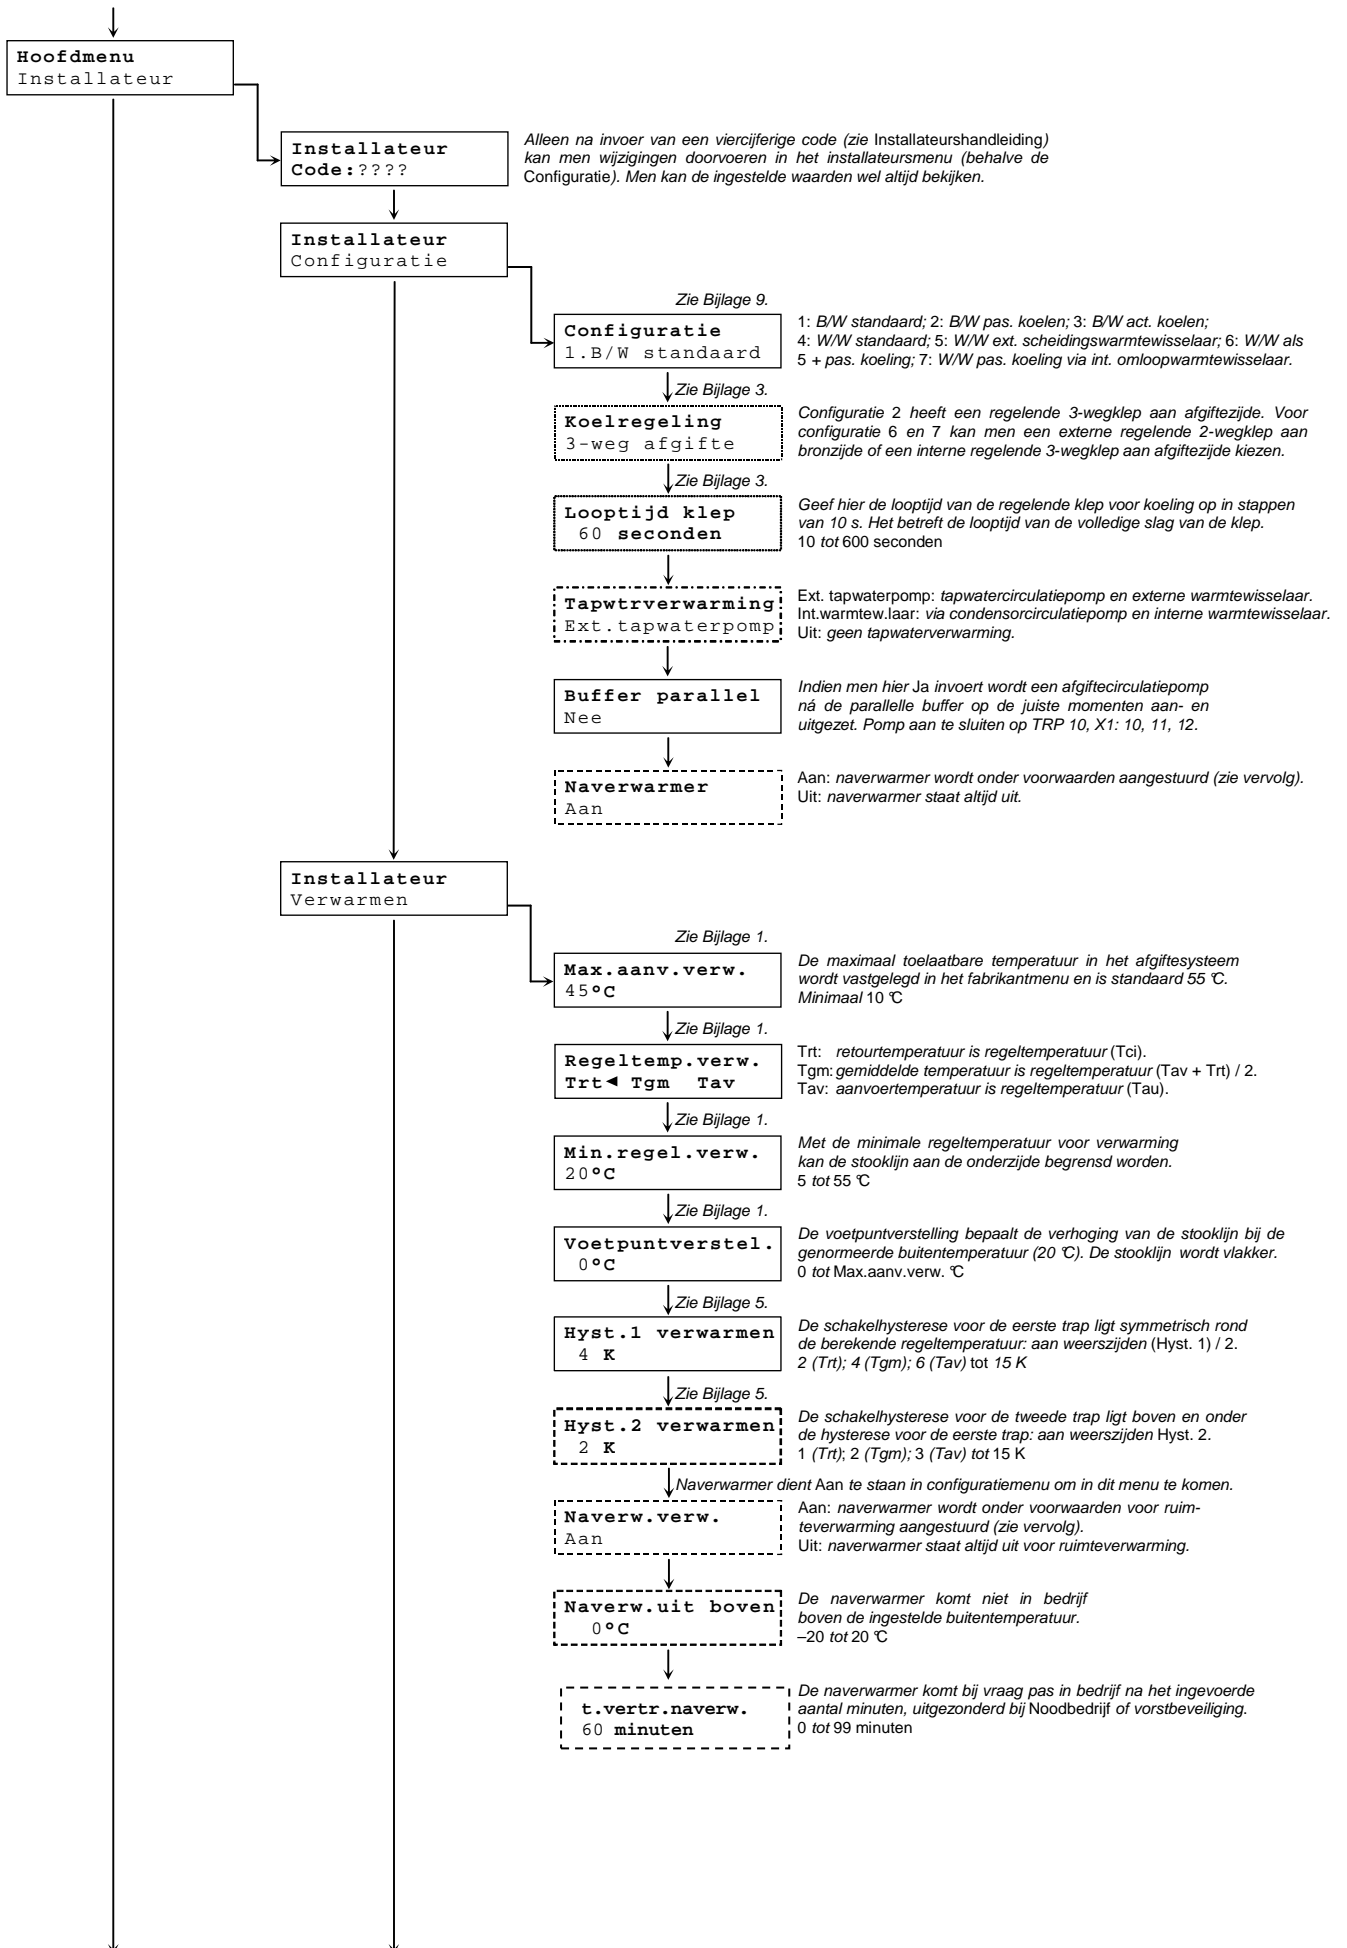 Hoofdmenu
Installateur
Installateur
Code:????
Alleen na invoer van een viercijferige code (zie Installateurshandleiding)
kan men wijzigingen doorvoeren in het installateursmenu (behalve de
Configuratie). Men kan de ingestelde waarden wel altijd bekijken.
Installateur
Configuratie
Zie Bijlage 9.
Configuratie
1.B/W standaard
1: B/W standaard; 2: B/W pas. koelen; 3: B/W act. koelen;
4: W/W standaard; 5: W/W ext. scheidingswarmtewisselaar; 6: W/W als
5 + pas. koeling; 7: W/W pas. koeling via int. omloopwarmtewisselaar.
Zie Bijlage 3.
Koelregeling
3-weg afgifte
Configuratie 2 heeft een regelende 3-wegklep aan afgiftezijde. Voor
configuratie 6 en 7 kan men een externe regelende 2-wegklep aan
bronzijde of een interne regelende 3-wegklep aan afgiftezijde kiezen.
Zie Bijlage 3.
Looptijd klep
60 seconden
Geef hier de looptijd van de regelende klep voor koeling op in stappen
van 10 s. Het betreft de looptijd van de volledige slag van de klep.
10 tot 600 seconden
Tapwtrverwarming
Ext.tapwaterpomp
Ext. tapwaterpomp: tapwatercirculatiepomp en externe warmtewisselaar.
Int.warmtew.laar: via condensorcirculatiepomp en interne warmtewisselaar.
Uit: geen tapwaterverwarming.
Buffer parallel
Nee
Indien men hier Ja invoert wordt een afgiftecirculatiepomp
ná de parallelle buffer op de juiste momenten aan- en
uitgezet. Pomp aan te sluiten op TRP 10, X1: 10, 11, 12.
Naverwarmer
Aan
Aan: naverwarmer wordt onder voorwaarden aangestuurd (zie vervolg).
Uit: naverwarmer staat altijd uit.
Installateur
Verwarmen
Zie Bijlage 1.
Max.aanv.verw.
45°C
De maximaal toelaatbare temperatuur in het afgiftesysteem
wordt vastgelegd in het fabrikantmenu en is standaard 55 °C.
Minimaal 10 °C
Zie Bijlage 1.
Regeltemp.verw.
Trt◄ Tgm Tav
Trt: retourtemperatuur is regeltemperatuur (Tci).
Tgm: gemiddelde temperatuur is regeltemperatuur (Tav + Trt) / 2.
Tav: aanvoertemperatuur is regeltemperatuur (Tau).
Zie Bijlage 1.
Min.regel.verw.
20°C
Met de minimale regeltemperatuur voor verwarming
kan de stooklijn aan de onderzijde begrensd worden.
5 tot 55 °C
Zie Bijlage 1.
Voetpuntverstel.
0°C
De voetpuntverstelling bepaalt de verhoging van de stooklijn bij de
genormeerde buitentemperatuur (20 °C). De stooklijn wordt vlakker.
0 tot Max.aanv.verw. °C
Zie Bijlage 5.
Hyst.1 verwarmen
4 K
De schakelhysterese voor de eerste trap ligt symmetrisch rond
de berekende regeltemperatuur: aan weerszijden (Hyst. 1) / 2.
2 (Trt); 4 (Tgm); 6 (Tav) tot 15 K
Zie Bijlage 5.
Hyst.2 verwarmen
2 K
De schakelhysterese voor de tweede trap ligt boven en onder
de hysterese voor de eerste trap: aan weerszijden Hyst. 2.
1 (Trt); 2 (Tgm); 3 (Tav) tot 15 K
Naverwarmer dient Aan te staan in configuratiemenu om in dit menu te komen.
Naverw.verw.
Aan
Aan: naverwarmer wordt onder voorwaarden voor ruim-
teverwarming aangestuurd (zie vervolg).
Uit: naverwarmer staat altijd uit voor ruimteverwarming.
Naverw.uit boven
0°C
De naverwarmer komt niet in bedrijf
boven de ingestelde buitentemperatuur.
–20 tot 20 °C
t.vertr.naverw.
60 minuten
De naverwarmer komt bij vraag pas in bedrijf na het ingevoerde
aantal minuten, uitgezonderd bij Noodbedrijf of vorstbeveiliging.
0 tot 99 minuten